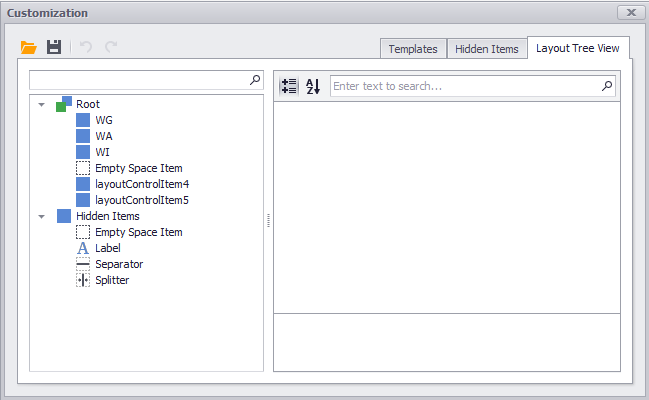 Customization
Templates
Hidden Items
Layout Tree View
Enter text to search...
Root
WG
WA
WI
Empty Space Item
layoutControlItem4
layoutControlItem5
Hidden Items
Empty Space Item
A Label
Separator
Splitter